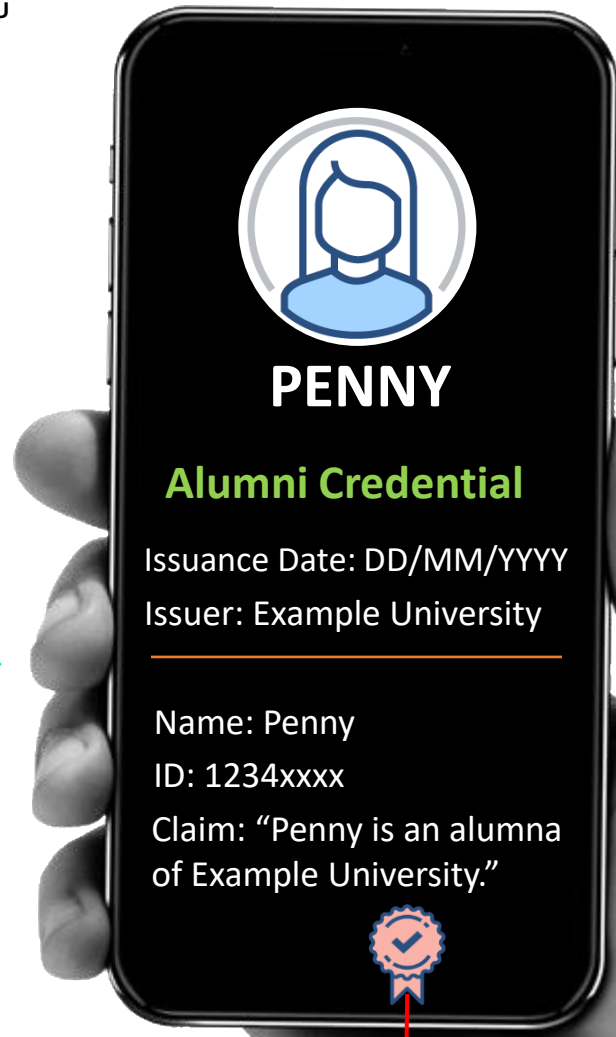 PENNY
Alumni Credential
Issuance Date: DD/MM/YYYY
Issuer: Example University
Name: Penny
ID: 1234xxxx
Claim: “Penny is an alumna
of Example University.”